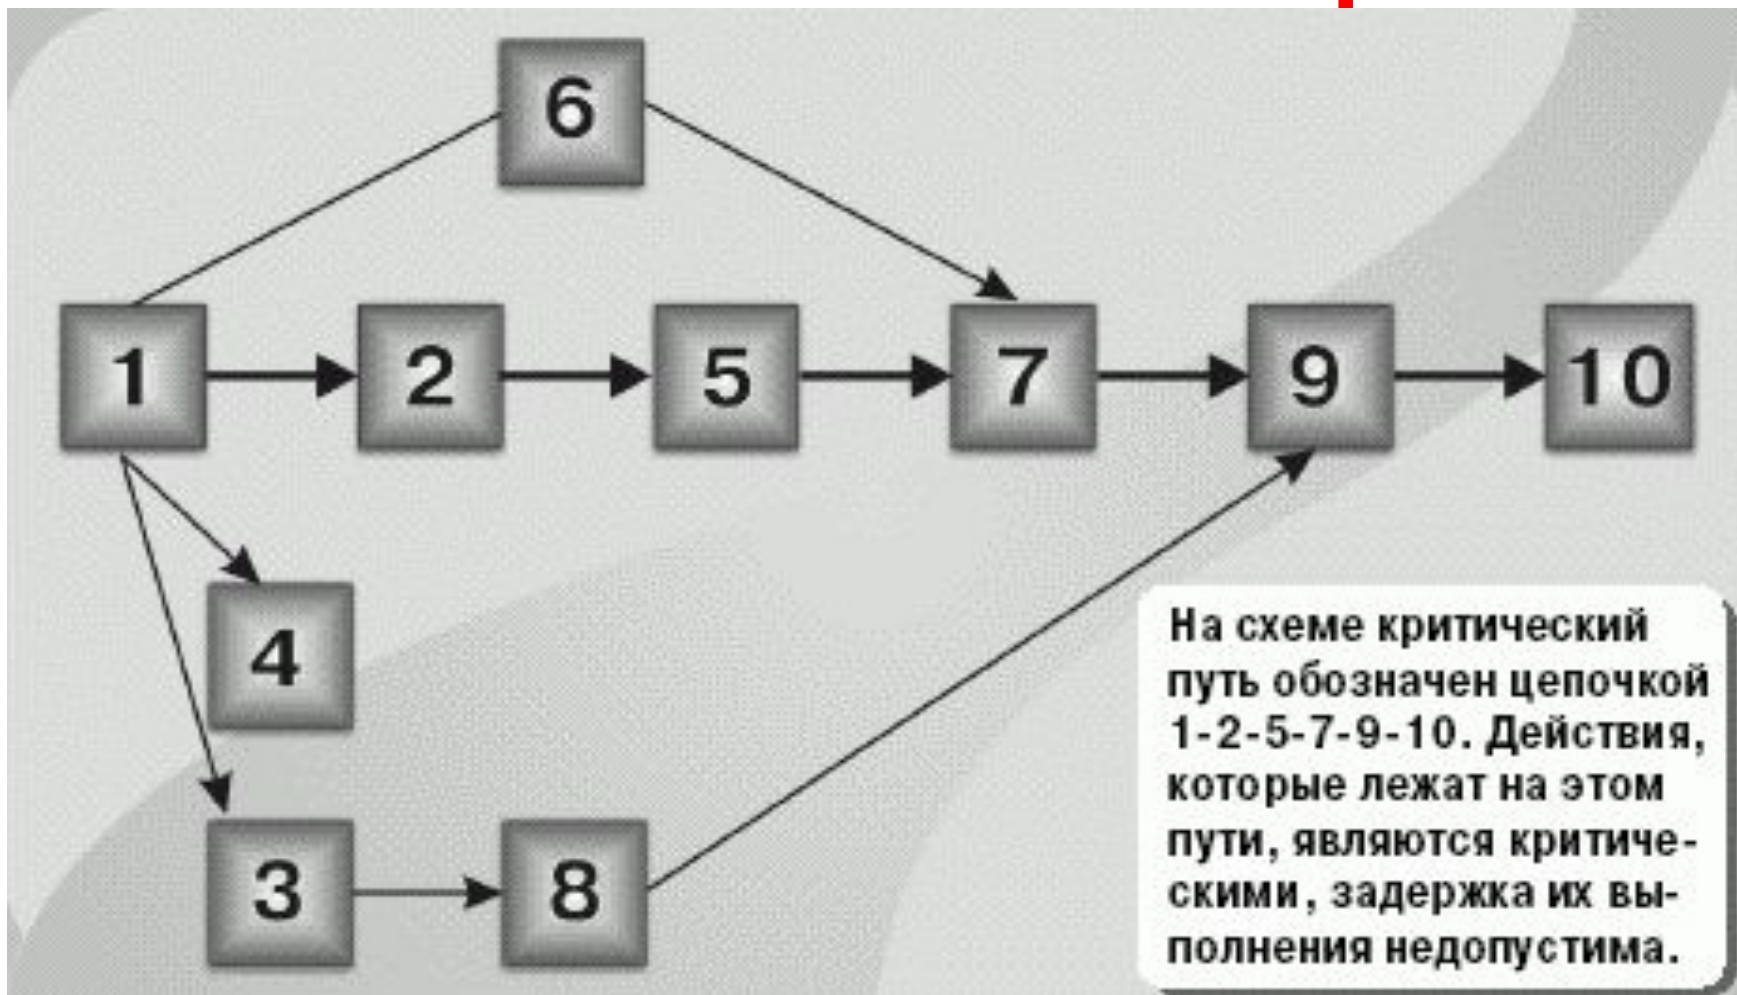 6
1 2 5 7 9 10
4
3 8
На схеме критический
путь обозначен цепочкой
1-2-5-7-9-10. Действия,
которые лежат на этом
пути, являются критиче-
скими, задержка их вы-
полнения недопустима.